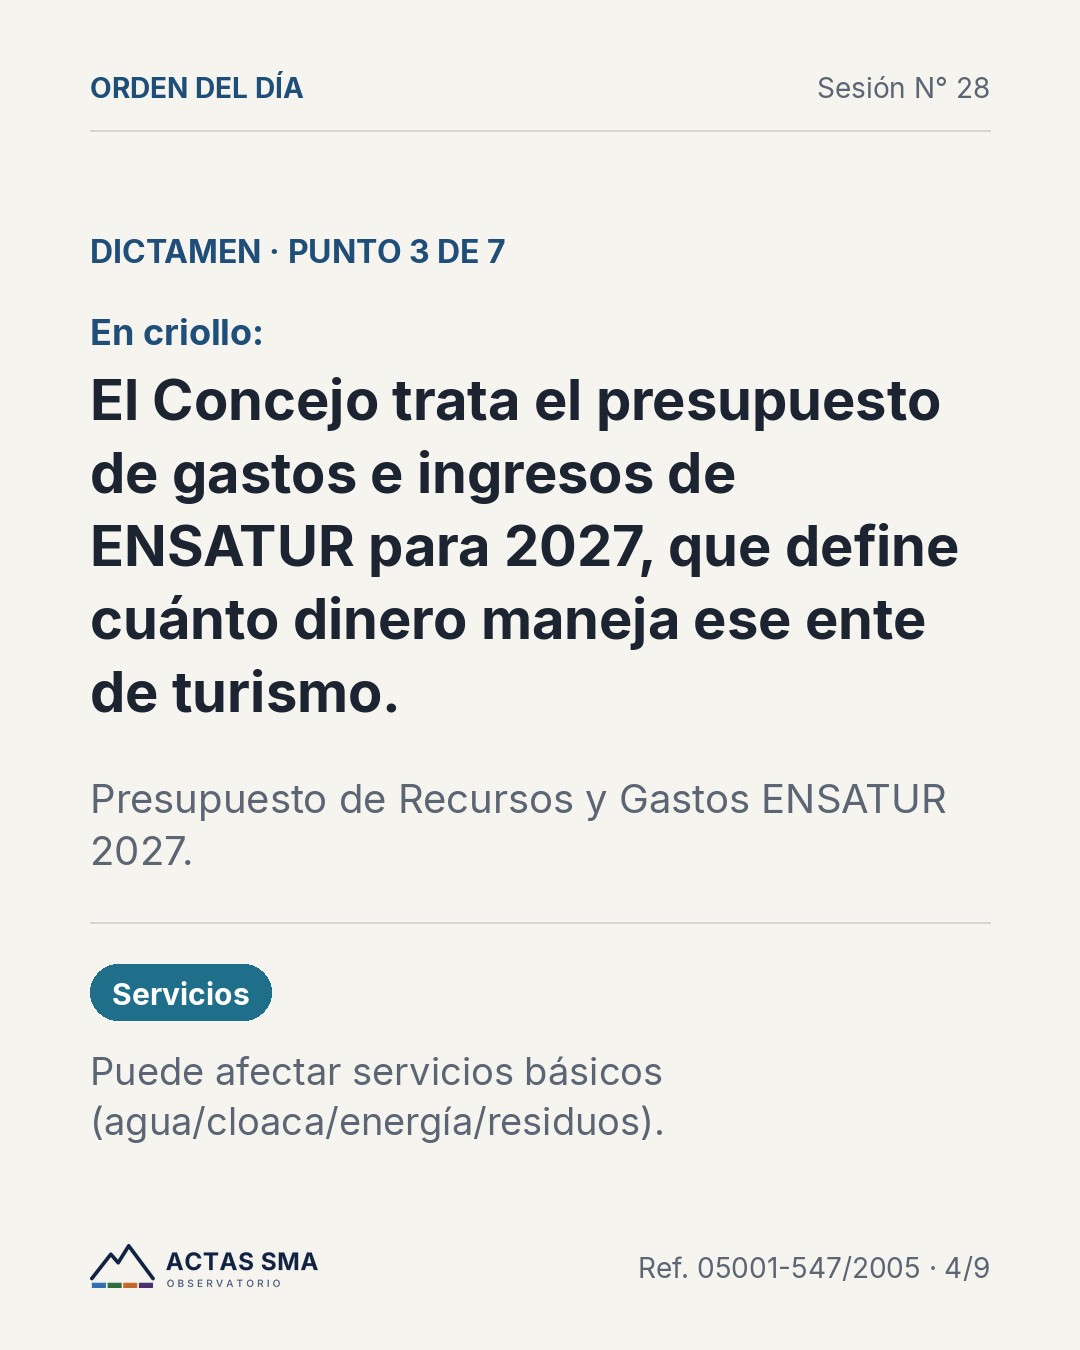 ORDEN DEL DÍA
Sesión N° 28
DICTAMEN · PUNTO 3 DE 7
En criollo:
El Concejo trata el presupuesto
de gastos e ingresos de
ENSATUR para 2027, que define
cuánto dinero maneja ese ente
de turismo.
Presupuesto de Recursos y Gastos ENSATUR
2027.
Servicios
Puede afectar servicios básicos
(agua/cloaca/energía/residuos).
ACTAS SMA
OBSERVATORIO
Ref. 05001-547/2005 · 4/9